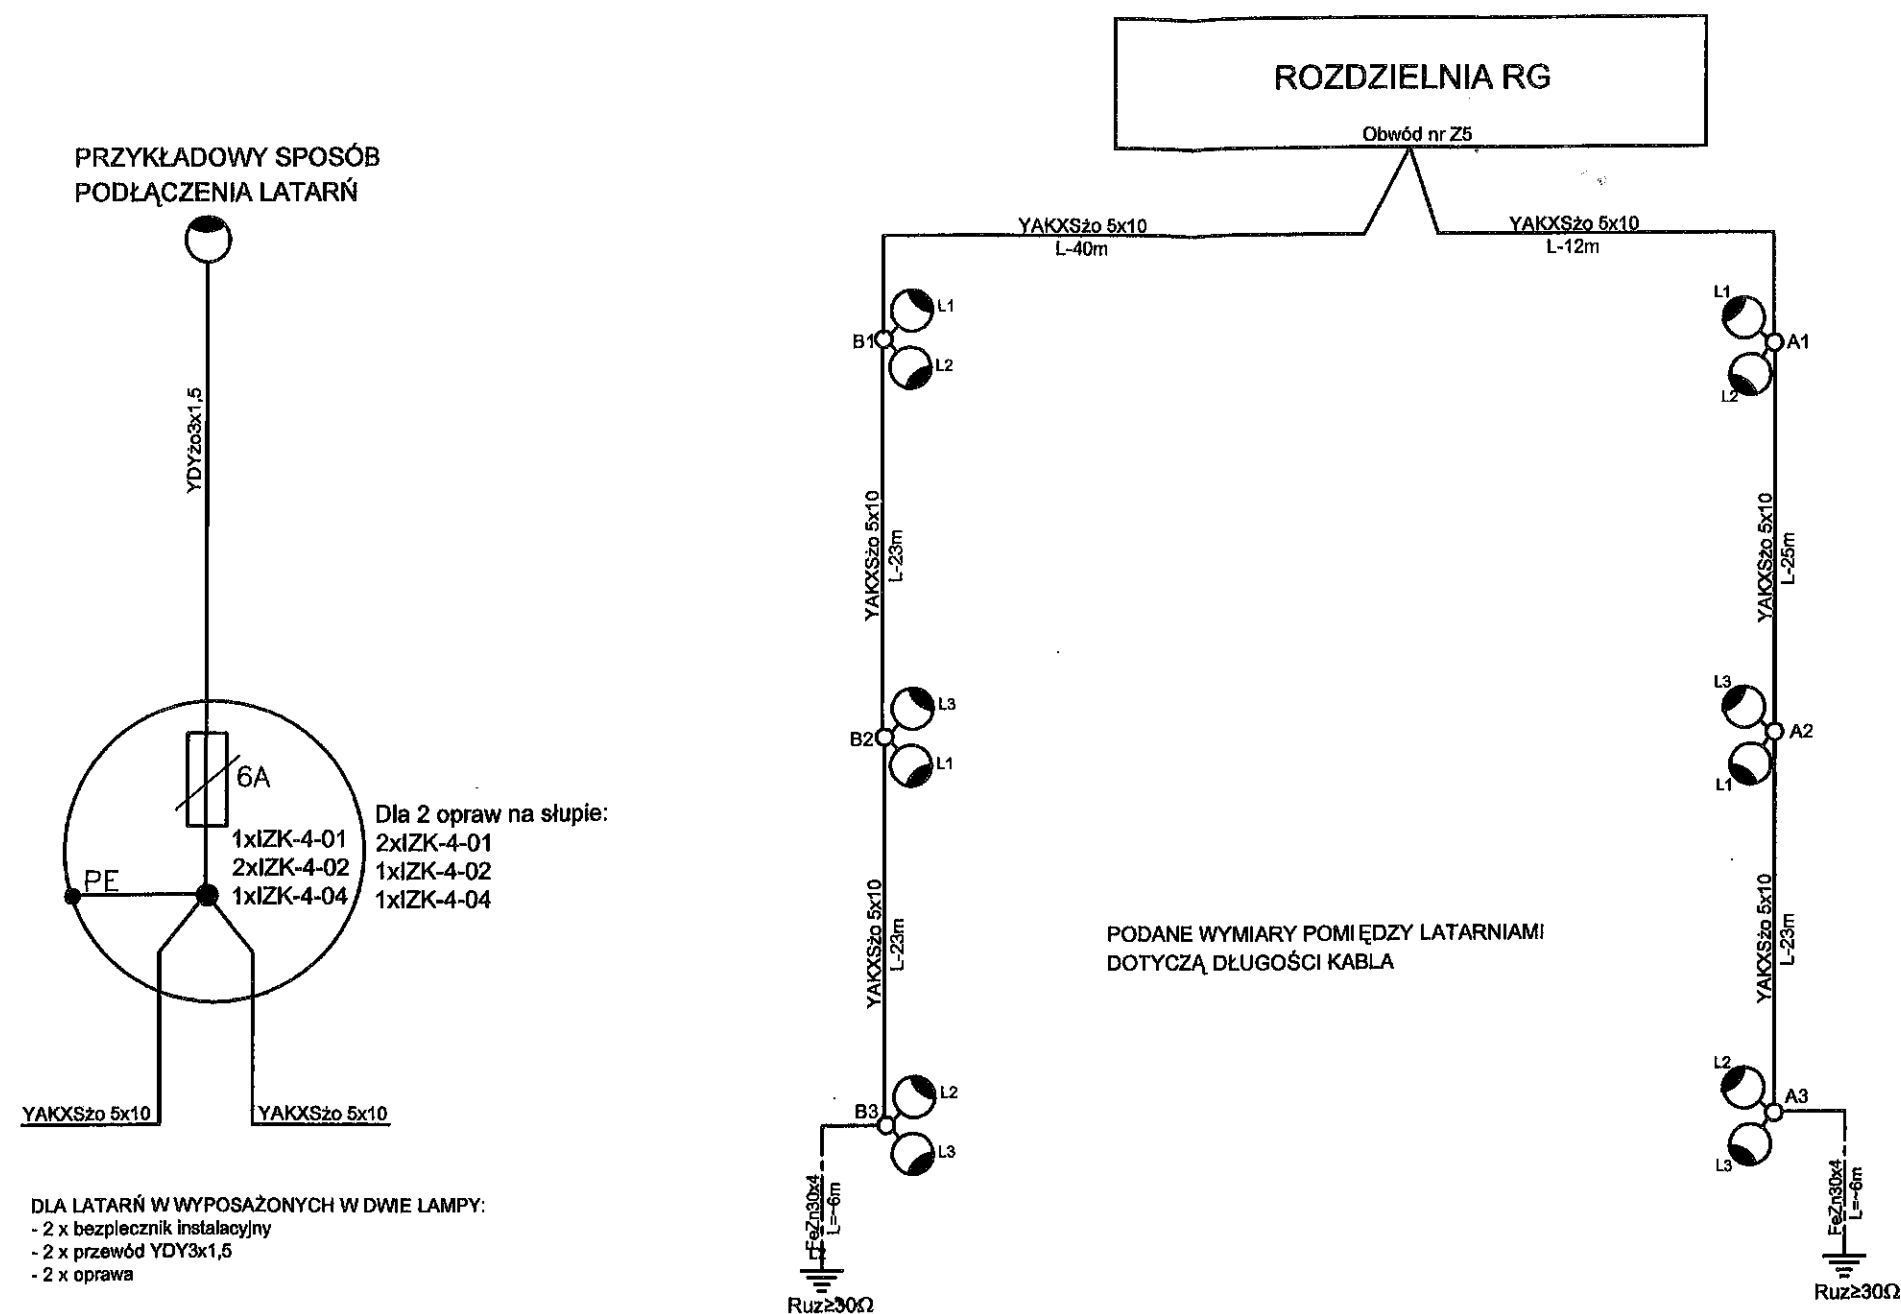 ROZDZIELNIA RG
Obwód nr Z5
PRZYKŁADOWY SPOSÓB
PODŁĄCZENIA LATARŃ
YDYżo3x1,5
6A
1xIZK-4-01
2xIZK-4-02
1xIZK-4-04
PE
Dla 2 opraw na słupie:
2xIZK-4-01
1xIZK-4-02
1xIZK-4-04
YAKXSżo 5x10
YAKXSżo 5x10
DLA LATARŃ W WYPOSAŻONYCH W DWIE LAMPY:
- 2 x bezpiecznik instalacyjny
- 2 x przewód YDY3x1,5
- 2 x oprawa
YAKXSżo 5x10
L-40m
YAKXSżo 5x10
L-12m
L1
B1
L2
YAKXSżo 5x10
L-23m
L3
B2
L1
YAKXSżo 5x10
L-23m
L2
B3
L3
FeZn30x4
L=~6m
Ruz≥30Ω
L1
A1
L2
YAKXSżo 5x10
L-25m
L3
A2
L1
YAKXSżo 5x10
L-23m
L2
A3
L3
FeZn30x4
L=~6m
Ruz≥30Ω
PODANE WYMIARY POMIĘDZY LATARNIAMI
DOTYCZĄ DŁUGOŚCI KABLA